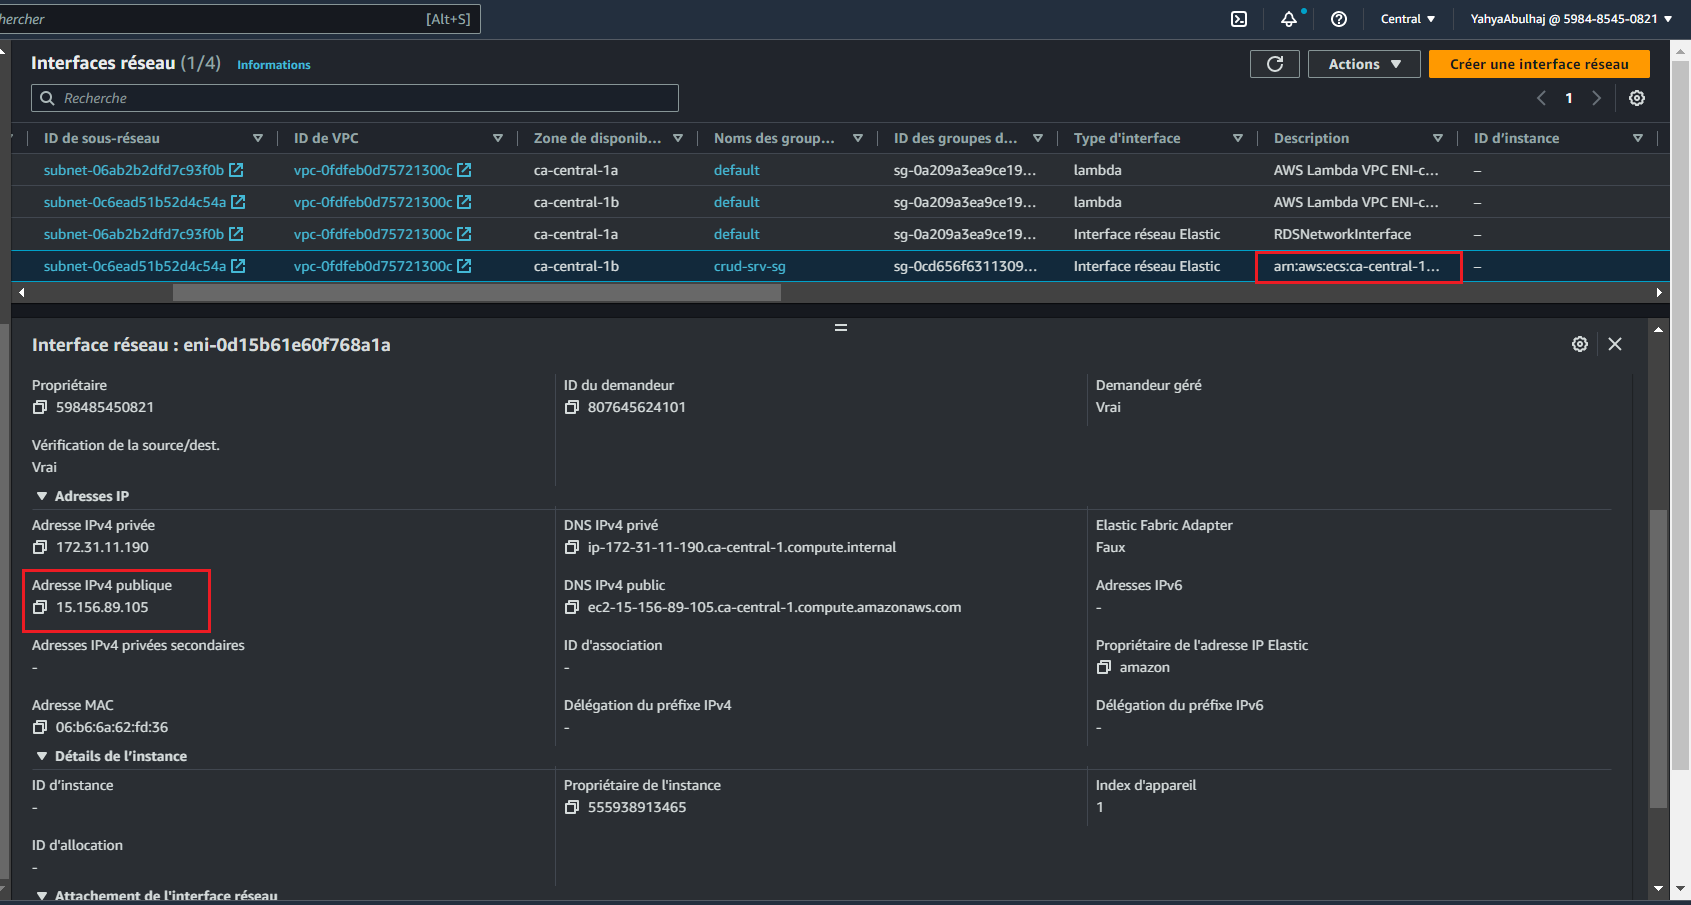 hercher [Alt+S] Central ▼ YahyaAbulhaj @ 5984-8545-0821 ▼
Interfaces réseau (1/4) Informations Actions ▼ Créer une interface réseau
Recherche 1
ID de sous-réseau ID de VPC Zone de disponib... Noms des group... ID des groupes d... Type d'interface Description ID d’instance
subnet-06ab2b2dfd7c93f0b vpc-0fdfeb0d75721300c ca-central-1a default sg-0a209a3ea9ce19... lambda AWS Lambda VPC ENI-c... –
subnet-0c6ead51b52d4c54a vpc-0fdfeb0d75721300c ca-central-1b default sg-0a209a3ea9ce19... lambda AWS Lambda VPC ENI-c... –
subnet-06ab2b2dfd7c93f0b vpc-0fdfeb0d75721300c ca-central-1a default sg-0a209a3ea9ce19... Interface réseau Elastic RDSNetworkInterface –
subnet-0c6ead51b52d4c54a vpc-0fdfeb0d75721300c ca-central-1b crud-srv-sg sg-0cd656f6311309... Interface réseau Elastic arn:aws:ecs:ca-central-1... –
Interface réseau : eni-0d15b61e60f768a1a
Propriétaire ID du demandeur Demandeur géré
598485450821 807645624101 Vrai
Vérification de la source/dest.
Vrai
▼ Adresses IP
Adresse IPv4 privée DNS IPv4 privé Elastic Fabric Adapter
172.31.11.190 ip-172-31-11-190.ca-central-1.compute.internal Faux
Adresse IPv4 publique DNS IPv4 public Adresses IPv6
15.156.89.105 ec2-15-156-89-105.ca-central-1.compute.amazonaws.com -
Adresses IPv4 privées secondaires ID d'association Propriétaire de l'adresse IP Elastic
- - amazon
Adresse MAC Délégation du préfixe IPv4 Délégation du préfixe IPv6
06:b6:6a:62:fd:36 - -
▼ Détails de l’instance
ID d’instance Propriétaire de l'instance Index d'appareil
- 555938913465 1
ID d'allocation
-
▼ Attachement de l'interface réseau